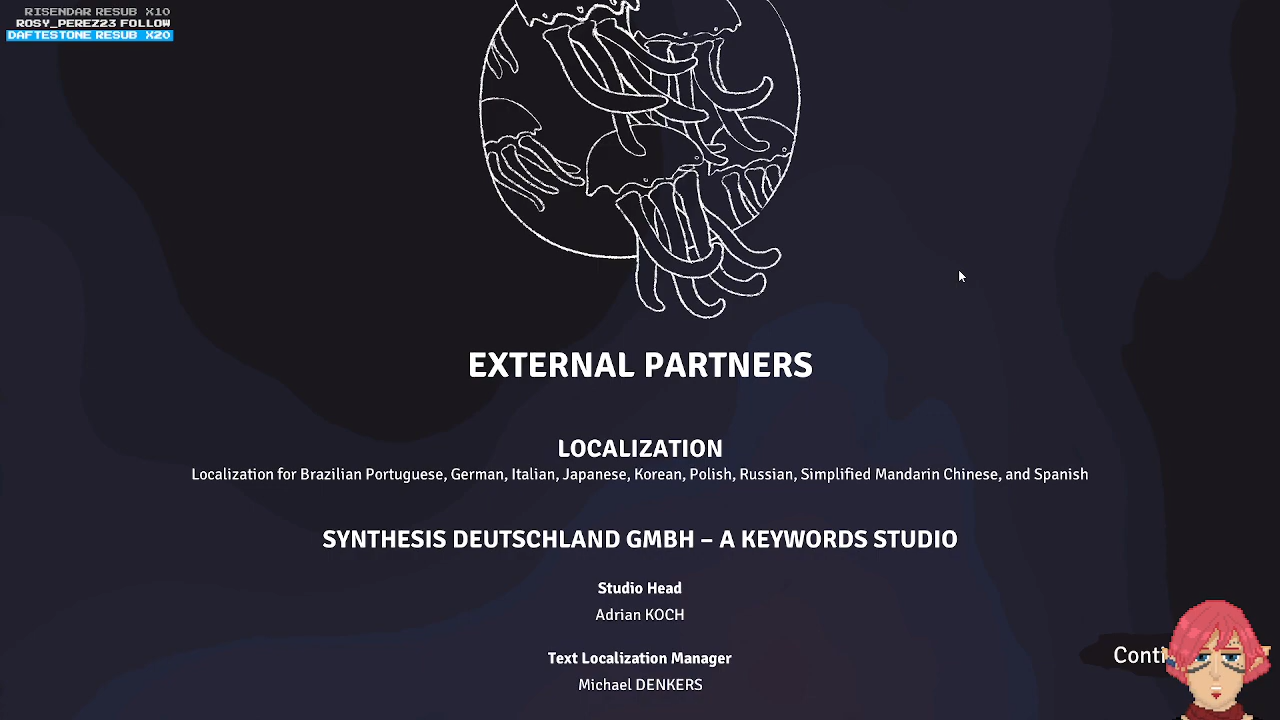 RISENDAR RESUB X10
ROSY_PEREZ23 FOLLOW
DAFTESTONE RESUB X20
EXTERNAL PARTNERS
LOCALIZATION
Localization for Brazilian Portuguese, German, Italian, Japanese, Korean, Polish, Russian, Simplified Mandarin Chinese, and Spanish
SYNTHESIS DEUTSCHLAND GMBH – A KEYWORDS STUDIO
Studio Head
Adrian KOCH
Text Localization Manager
Michael DENKERS
Conti